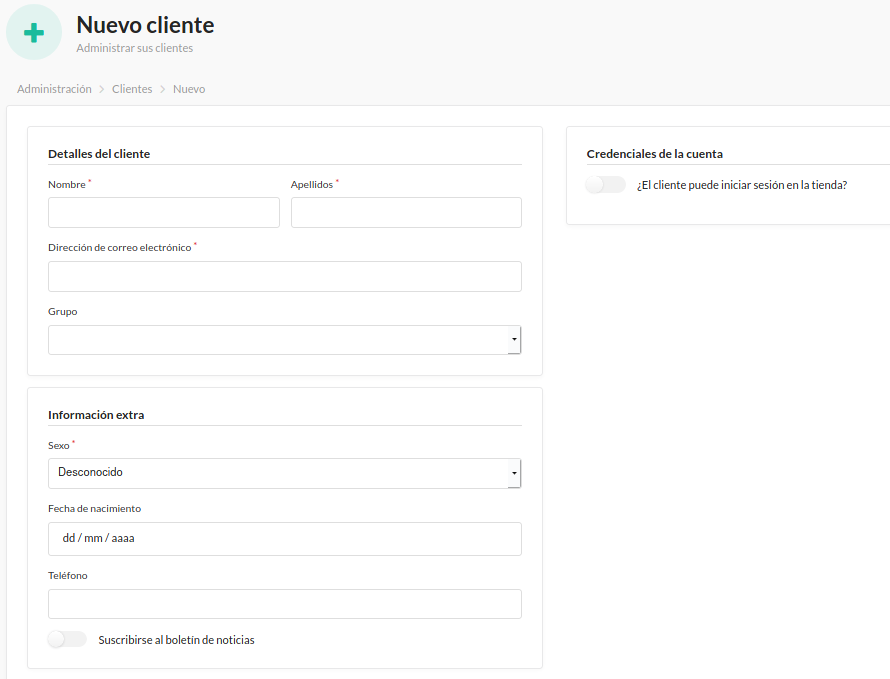 Nuevo cliente
Administrar sus clientes
Administración > Clientes > Nuevo
Detalles del cliente
Nombre *
Apellidos *
Dirección de correo electrónico *
Grupo
Información extra
Sexo *
Desconocido
Fecha de nacimiento
dd / mm / aaaa
Teléfono
Suscribirse al boletín de noticias
Credenciales de la cuenta
¿El cliente puede iniciar sesión en la tienda?